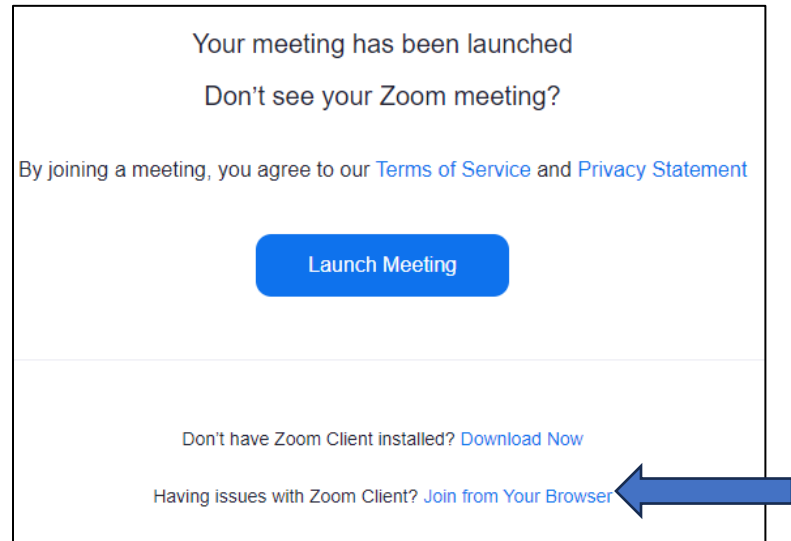 Your meeting has been launched
Don't see your Zoom meeting?
By joining a meeting, you agree to our Terms of Service and Privacy Statement
Launch Meeting
Don't have Zoom Client installed? Download Now
Having issues with Zoom Client? Join from Your Browser